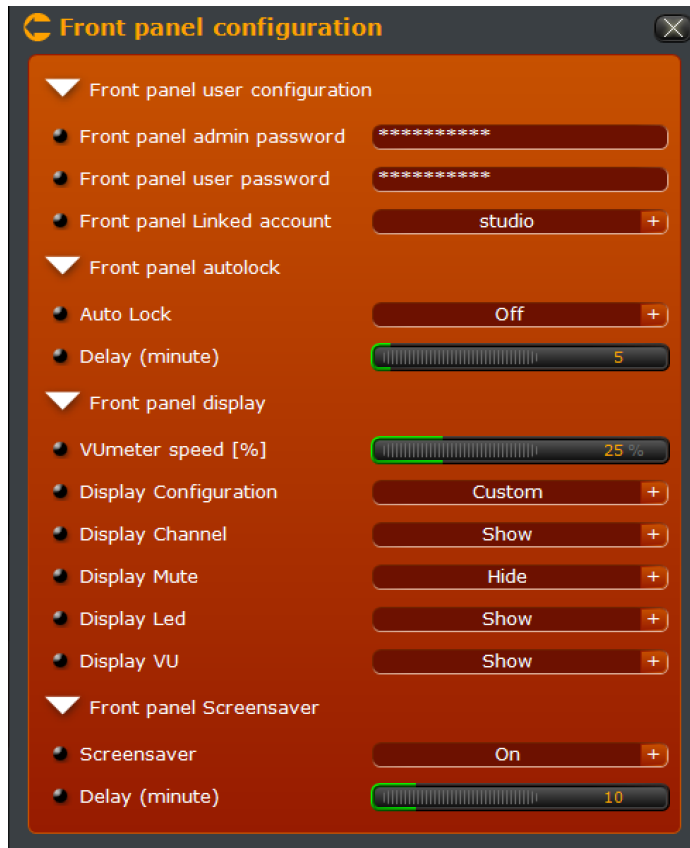 Front panel configuration
Front panel user configuration
Front panel admin password **********
Front panel user password **********
Front panel Linked account studio +
Front panel autolock
Auto Lock Off +
Delay (minute) 5
Front panel display
VUmeter speed [%] 25 %
Display Configuration Custom +
Display Channel Show +
Display Mute Hide +
Display Led Show +
Display VU Show +
Front panel Screensaver
Screensaver On +
Delay (minute) 10